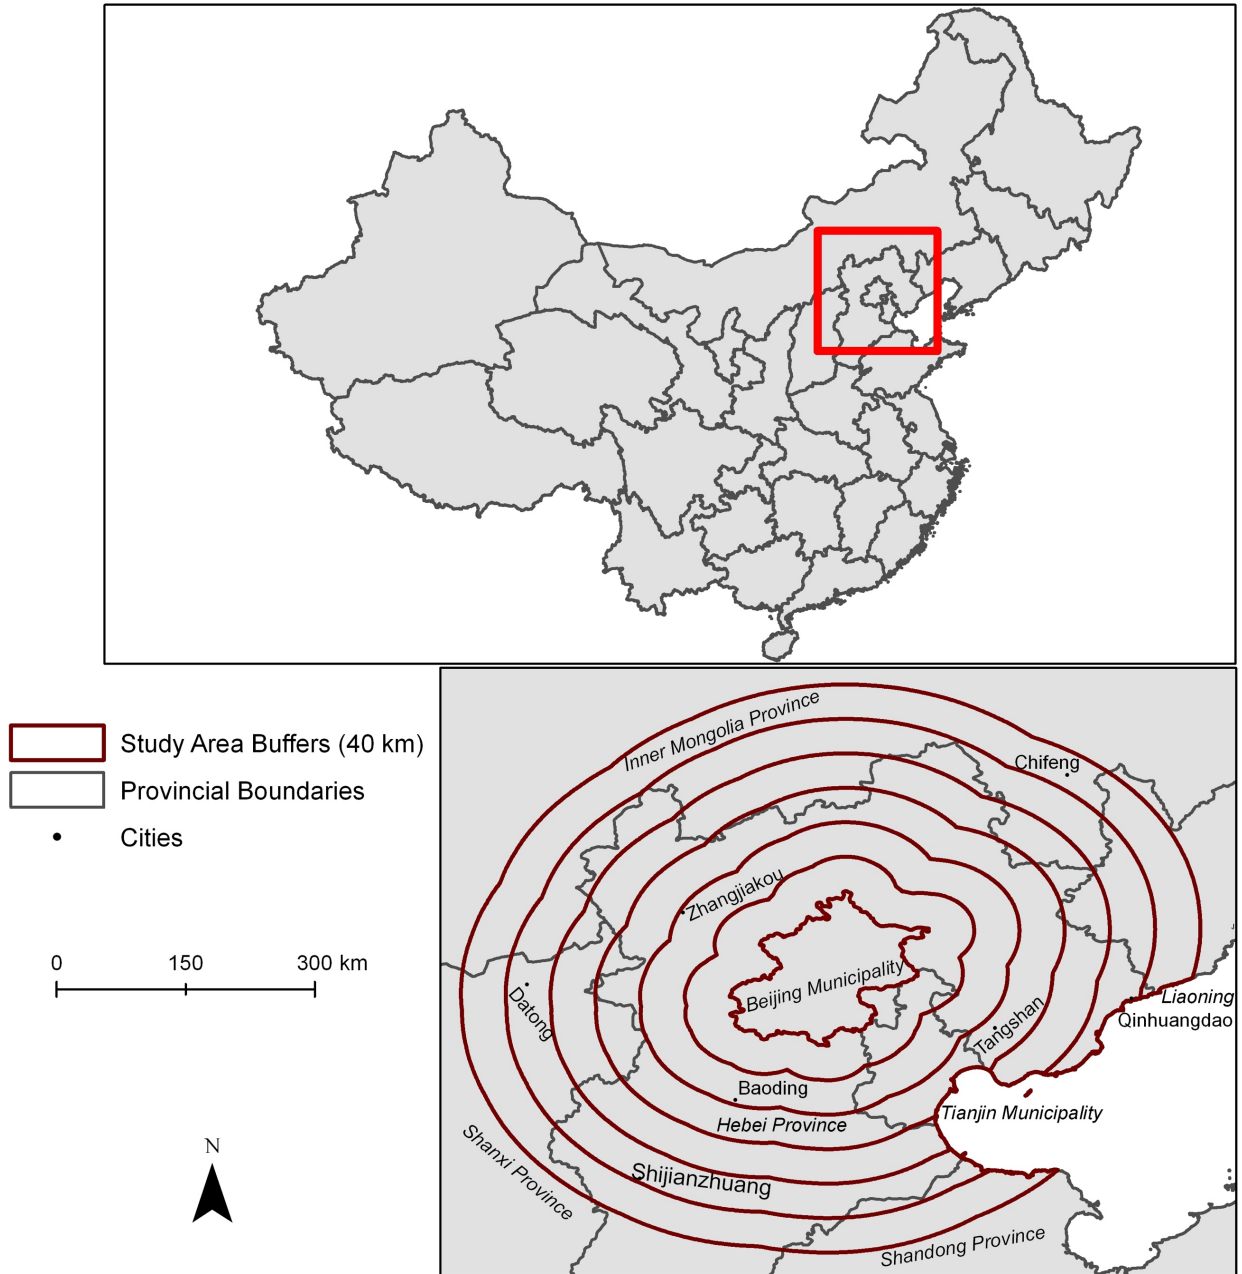 Inner Mongolia Province
Chifeng
Study Area Buffers (40 km)
Provincial Boundaries
Cities
Zhangjiakou
0 150 300 km
Beijing Municipality
Datong
Liaoning
Qinhuangdao
Tangshan
Baoding
Tianjin Municipality
Hebei Province
N
Shanxi Province
Shijianzhuang
Shandong Province